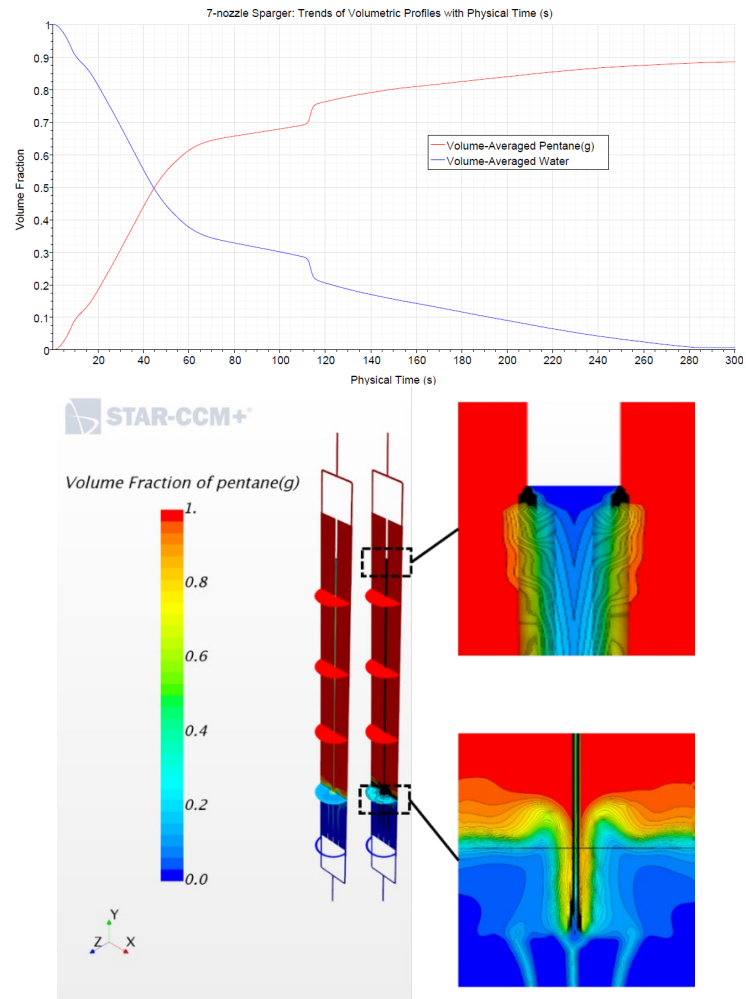 7-nozzle Sparger: Trends of Volumetric Profiles with Physical Time (s)
1
0.9
0.8
0.7
0.6
0.5
0.4
0.3
0.2
0.1
0
Volume Fraction
Volume-Averaged Pentane(g)
Volume-Averaged Water
20 40 60 80 100 120 140 160 180 200 220 240 260 280 300
Physical Time (s)
STAR-CCM+
Volume Fraction of pentane(g)
1.
0.8
0.6
0.4
0.2
0.0
Y
Z X